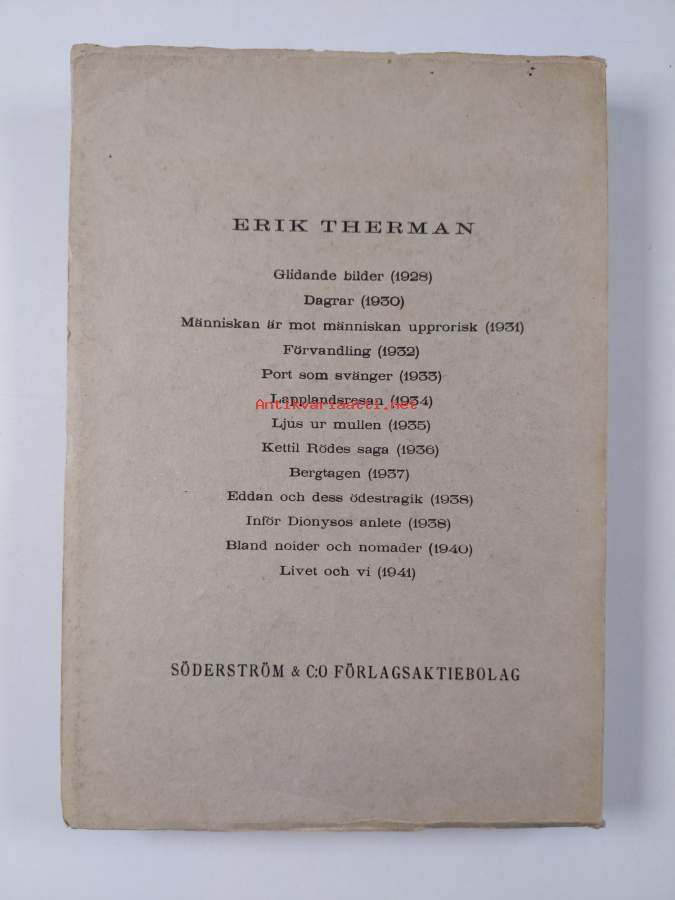 ERIK THERMAN
Glidande bilder (1928)
Dagrar (1930)
Människan är mot människan upprorisk (1931)
Förvandling (1932)
Port som svänger (1933)
Lapplandsresan (1934)
Antikvariaatti.net
Ljus ur mullen (1935)
Kettil Rödes saga (1936)
Bergtagen (1937)
Eddan och dess ödestragik (1938)
Inför Dionysos anlete (1938)
Bland noider och nomader (1940)
Livet och vi (1941)
SÖDERSTRÖM & C:O FÖRLAGSAKTIEBOLAG